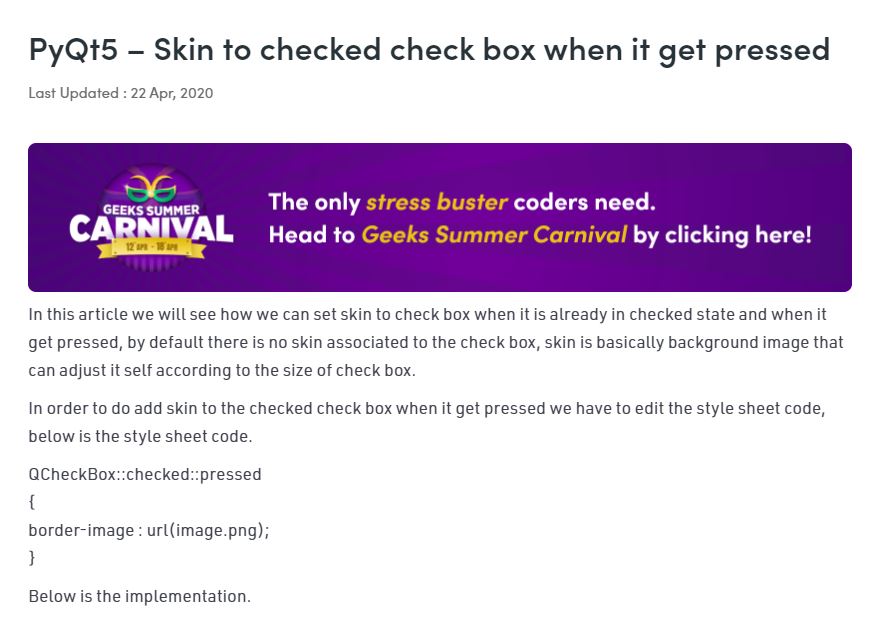 PyQt5 – Skin to checked check box when it get pressed
Last Updated : 22 Apr, 2020
GEEKS SUMMER
CARNIVAL
12 APR - 18 APR
The only stress buster coders need.
Head to Geeks Summer Carnival by clicking here!
In this article we will see how we can set skin to check box when it is already in checked state and when it
get pressed, by default there is no skin associated to the check box, skin is basically background image that
can adjust it self according to the size of check box.
In order to do add skin to the checked check box when it get pressed we have to edit the style sheet code,
below is the style sheet code.
QCheckBox::checked::pressed
{
border-image : url(image.png);
}
Below is the implementation.